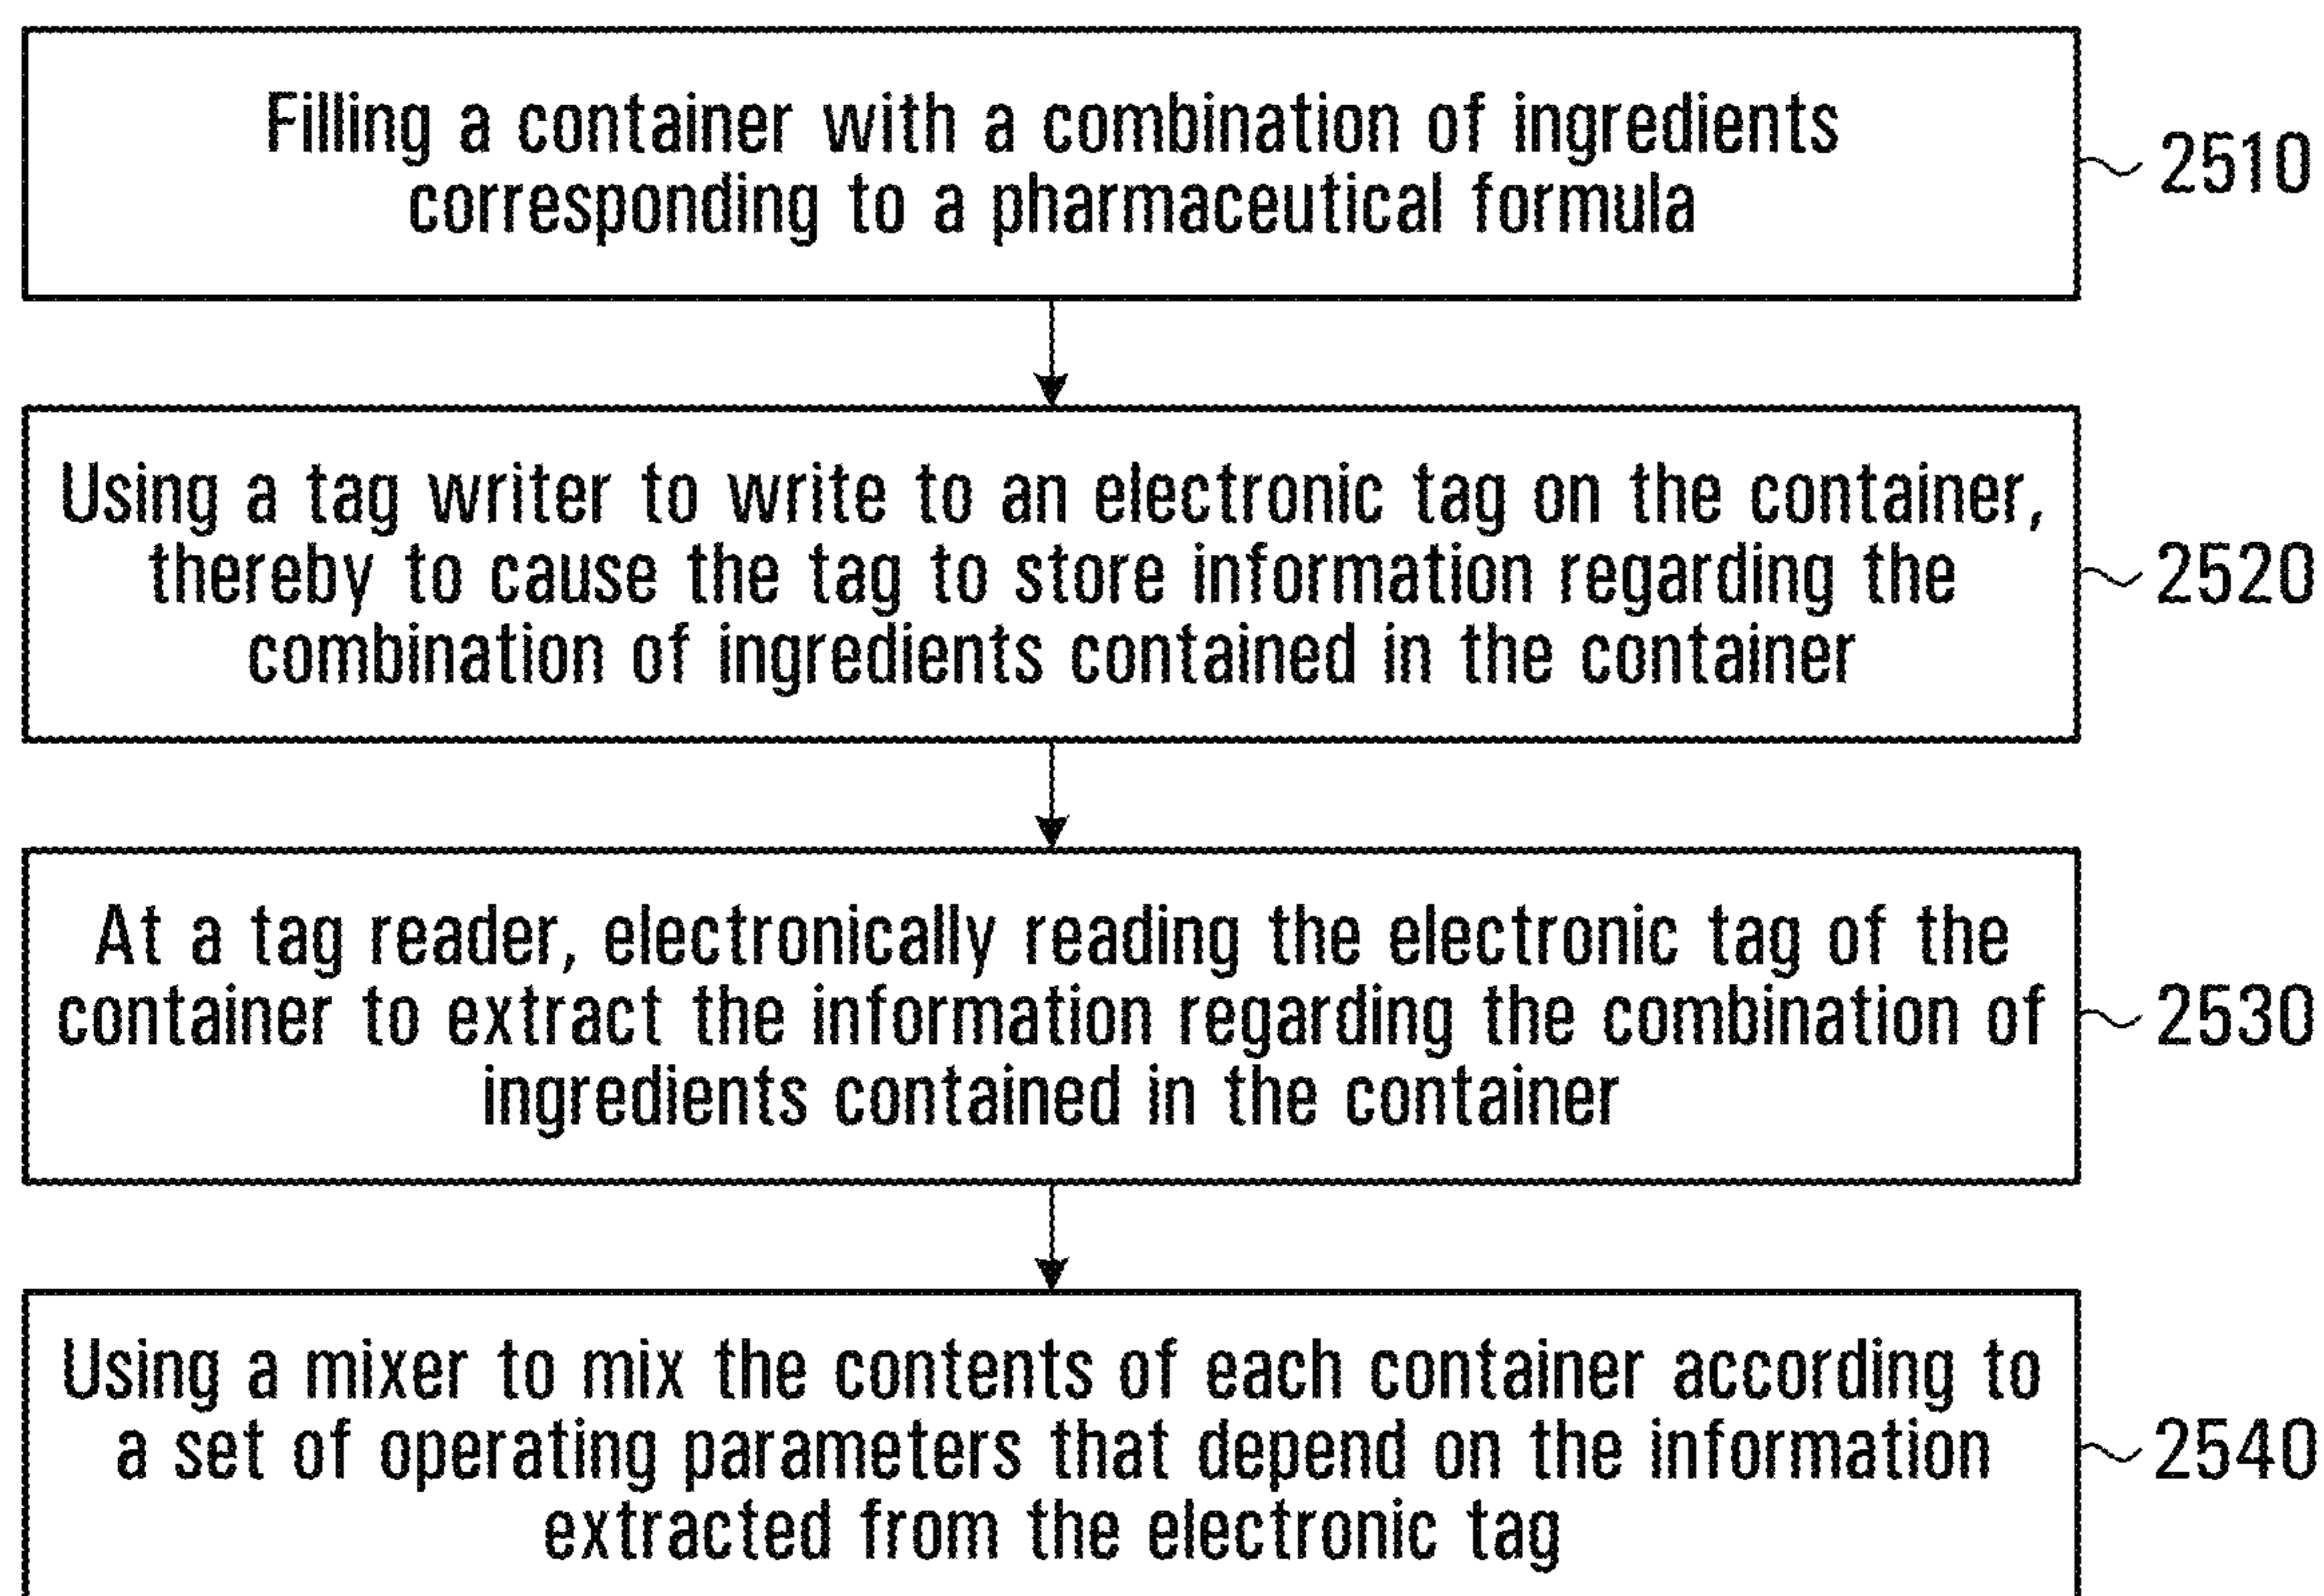 Filling a container with a combination of ingredients
corresponding to a pharmaceutical formula
2510
Using a tag writer to write to an electronic tag on the container,
thereby to cause the tag to store information regarding the
combination of ingredients contained in the container
2520
At a tag reader, electronically reading the electronic tag of the
container to extract the information regarding the combination of
ingredients contained in the container
2530
Using a mixer to mix the contents of each container according to
a set of operating parameters that depend on the information
extracted from the electronic tag
2540